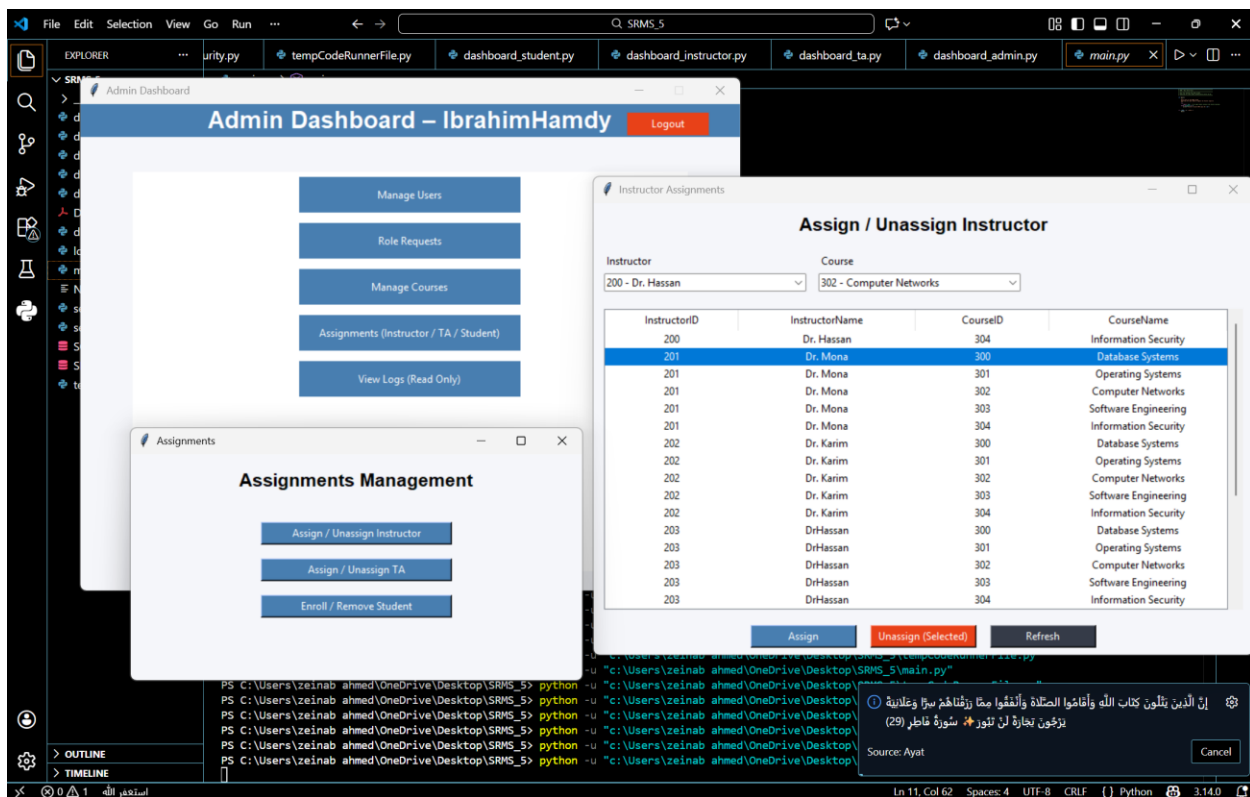 File Edit Selection View Go Run ··· SRMS_5
EXPLORER ··· urity.py tempCodeRunnerFile.py dashboard_student.py dashboard_instructor.py dashboard_ta.py dashboard_admin.py main.py
Admin Dashboard
Admin Dashboard – IbrahimHamdy Logout
Manage Users
Role Requests
Manage Courses
Assignments (Instructor / TA / Student)
View Logs (Read Only)
Assignments
Assignments Management
Assign / Unassign Instructor
Assign / Unassign TA
Enroll / Remove Student
Instructor Assignments
Assign / Unassign Instructor
Instructor Course
200 - Dr. Hassan 302 - Computer Networks
InstructorID InstructorName CourseID CourseName
200 Dr. Hassan 304 Information Security
201 Dr. Mona 300 Database Systems
201 Dr. Mona 301 Operating Systems
201 Dr. Mona 302 Computer Networks
201 Dr. Mona 303 Software Engineering
201 Dr. Mona 304 Information Security
202 Dr. Karim 300 Database Systems
202 Dr. Karim 301 Operating Systems
202 Dr. Karim 302 Computer Networks
202 Dr. Karim 303 Software Engineering
202 Dr. Karim 304 Information Security
203 DrHassan 300 Database Systems
203 DrHassan 301 Operating Systems
203 DrHassan 302 Computer Networks
203 DrHassan 303 Software Engineering
203 DrHassan 304 Information Security
Assign Unassign (Selected) Refresh
"c:\Users\zeinab ahmed\OneDrive\Desktop\SRMS_5\tempCodeRunnerFile.py"
-u "c:\Users\zeinab ahmed\OneDrive\Desktop\SRMS_5\main.py"
PS C:\Users\zeinab ahmed\OneDrive\Desktop\SRMS_5> python -u "c:\Users\zeinab ahmed\OneDrive\Desktop\
PS C:\Users\zeinab ahmed\OneDrive\Desktop\SRMS_5> python -u "c:\Users\zeinab ahmed\OneDrive\Desktop\
PS C:\Users\zeinab ahmed\OneDrive\Desktop\SRMS_5> python -u "c:\Users\zeinab ahmed\OneDrive\Desktop\
PS C:\Users\zeinab ahmed\OneDrive\Desktop\SRMS_5> python -u "c:\Users\zeinab ahmed\OneDrive\Desktop\
PS C:\Users\zeinab ahmed\OneDrive\Desktop\SRMS_5> python -u "c:\Users\zeinab ahmed\OneDrive\Desktop\
PS C:\Users\zeinab ahmed\OneDrive\Desktop\SRMS_5> python -u "c:\Users\zeinab ahmed\OneDrive\Desktop\
إِنَّ الَّذِينَ يَتْلُونَ كِتَابَ اللَّهِ وَأَقَامُوا الصَّلَاةَ وَأَنْفَقُوا مِمَّا رَزَقْنَاهُمْ سِرًّا وَعَلَانِيَةً
يَرْجُونَ تِجَارَةً لَنْ تَبُورَ ✨ سُورَةُ فَاطِرٍ (29)
Source: Ayat Cancel
OUTLINE
TIMELINE
0 1 استغفر الله Ln 11, Col 62 Spaces: 4 UTF-8 CRLF { } Python 3.14.0